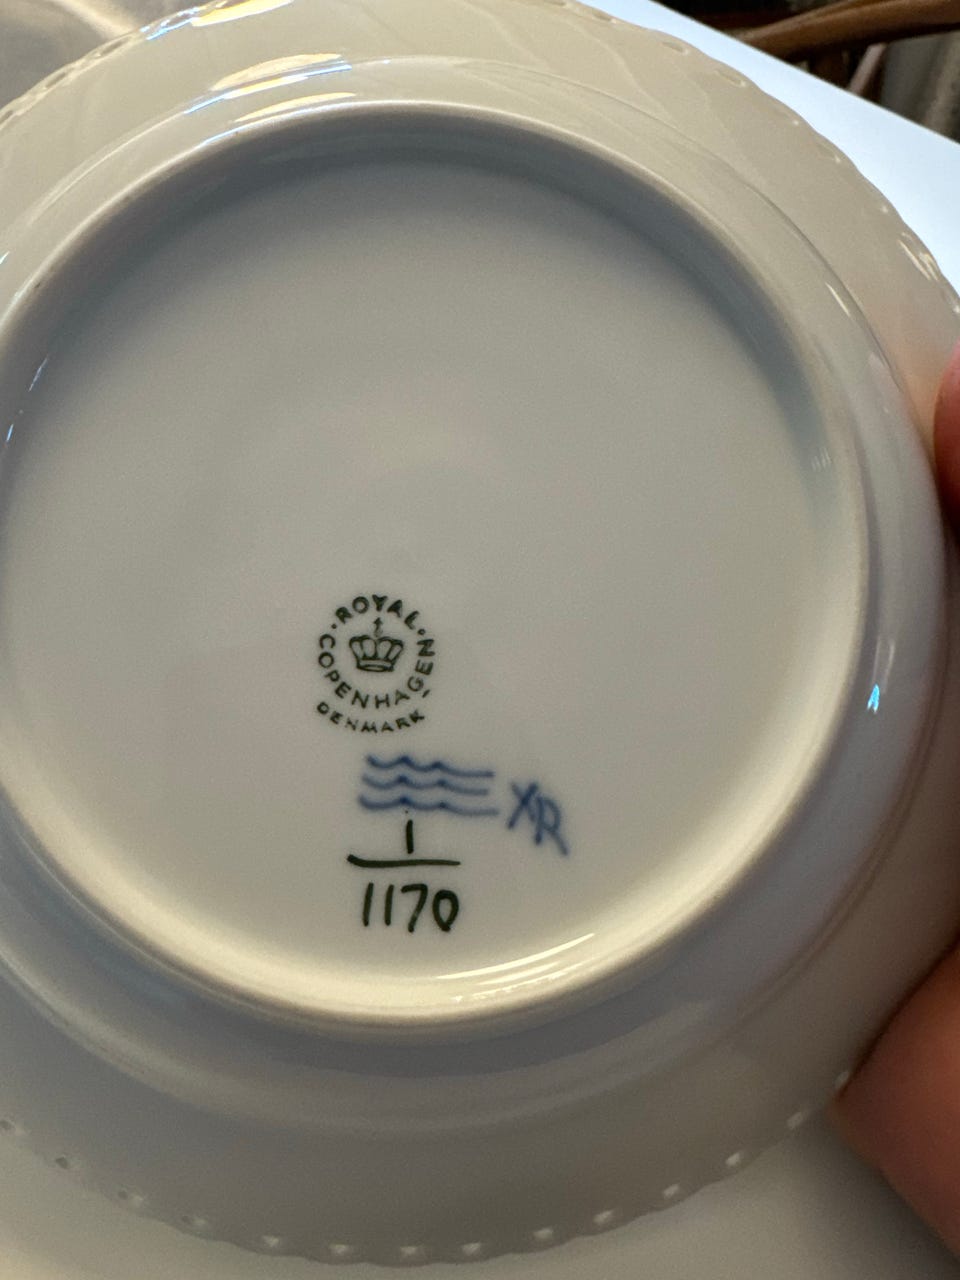 ROYAL COPENHAGEN
DENMARK
XR
1
1170